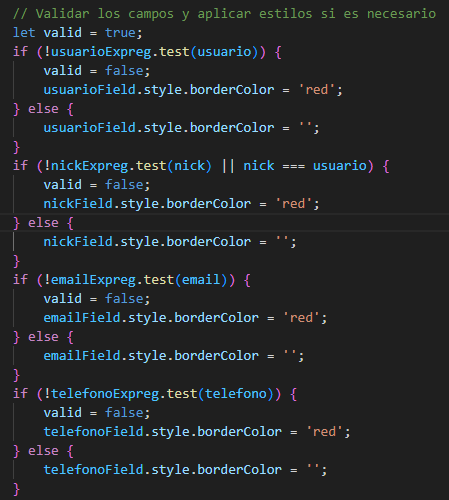 // Validar los campos y aplicar estilos si es necesario
let valid = true;
if (!usuarioExpreg.test(usuario)) {
    valid = false;
    usuarioField.style.borderColor = 'red';
} else {
    usuarioField.style.borderColor = '';
}
if (!nickExpreg.test(nick) || nick === usuario) {
    valid = false;
    nickField.style.borderColor = 'red';
} else {
    nickField.style.borderColor = '';
}
if (!emailExpreg.test(email)) {
    valid = false;
    emailField.style.borderColor = 'red';
} else {
    emailField.style.borderColor = '';
}
if (!telefonoExpreg.test(telefono)) {
    valid = false;
    telefonoField.style.borderColor = 'red';
} else {
    telefonoField.style.borderColor = '';
}